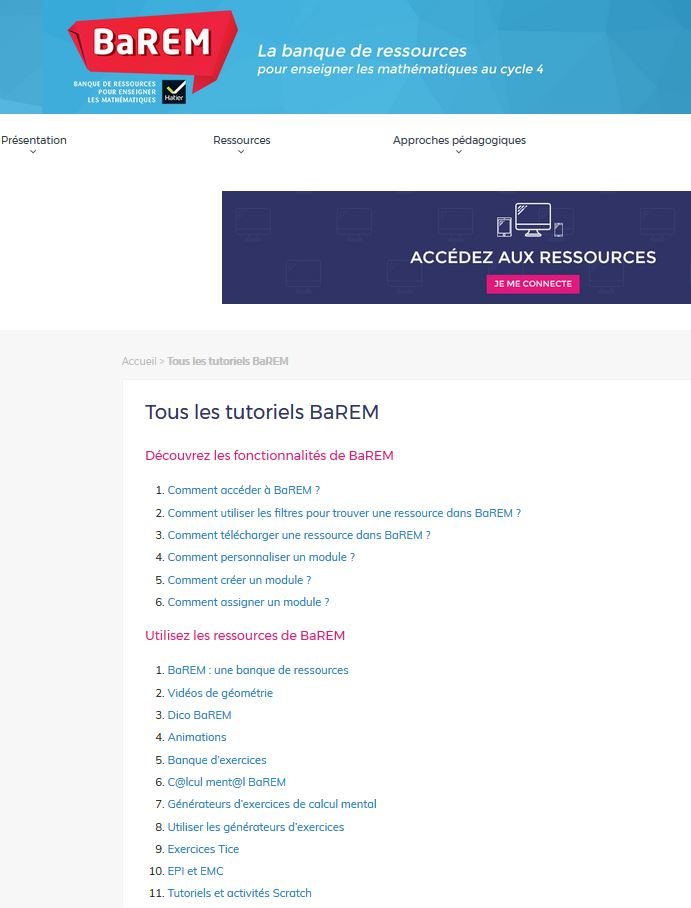 BaREM
BANQUE DE RESSOURCES
POUR ENSEIGNER
LES MATHÉMATIQUES
Hatier
La banque de ressources
pour enseigner les mathématiques au cycle 4
Présentation
Ressources
Approches pédagogiques
ACCÉDEZ AUX RESSOURCES
JE ME CONNECTE
Accueil > Tous les tutoriels BaREM
Tous les tutoriels BaREM
Découvrez les fonctionnalités de BaREM
1. Comment accéder à BaREM ?
2. Comment utiliser les filtres pour trouver une ressource dans BaREM ?
3. Comment télécharger une ressource dans BaREM ?
4. Comment personnaliser un module ?
5. Comment créer un module ?
6. Comment assigner un module ?
Utilisez les ressources de BaREM
1. BaREM : une banque de ressources
2. Vidéos de géométrie
3. Dico BaREM
4. Animations
5. Banque d'exercices
6. C@lcul ment@l BaREM
7. Générateurs d'exercices de calcul mental
8. Utiliser les générateurs d'exercices
9. Exercices Tice
10. EPI et EMC
11. Tutoriels et activités Scratch